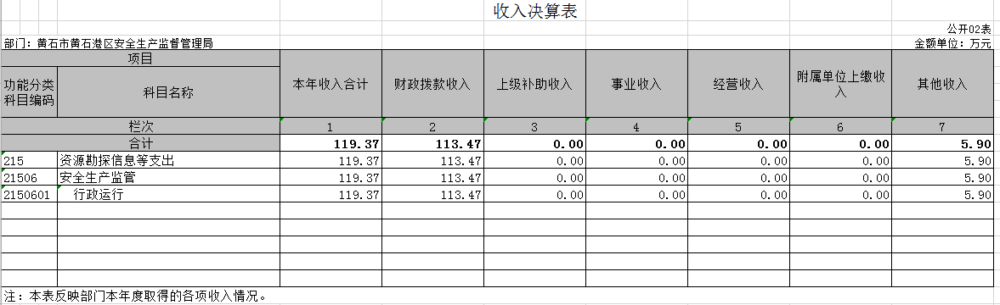 收入决算表
公开02表
部门：黄石市黄石港区安全生产监督管理局 金额单位：万元
项目
功能分类科目编码 科目名称 本年收入合计 财政拨款收入 上级补助收入 事业收入 经营收入 附属单位上缴收入 其他收入
栏次 1 2 3 4 5 6 7
合计 119.37 113.47 0.00 0.00 0.00 0.00 5.90
215 资源勘探信息等支出 119.37 113.47 0.00 0.00 0.00 0.00 5.90
21506 安全生产监管 119.37 113.47 0.00 0.00 0.00 0.00 5.90
2150601 行政运行 119.37 113.47 0.00 0.00 0.00 0.00 5.90
注：本表反映部门本年度取得的各项收入情况。